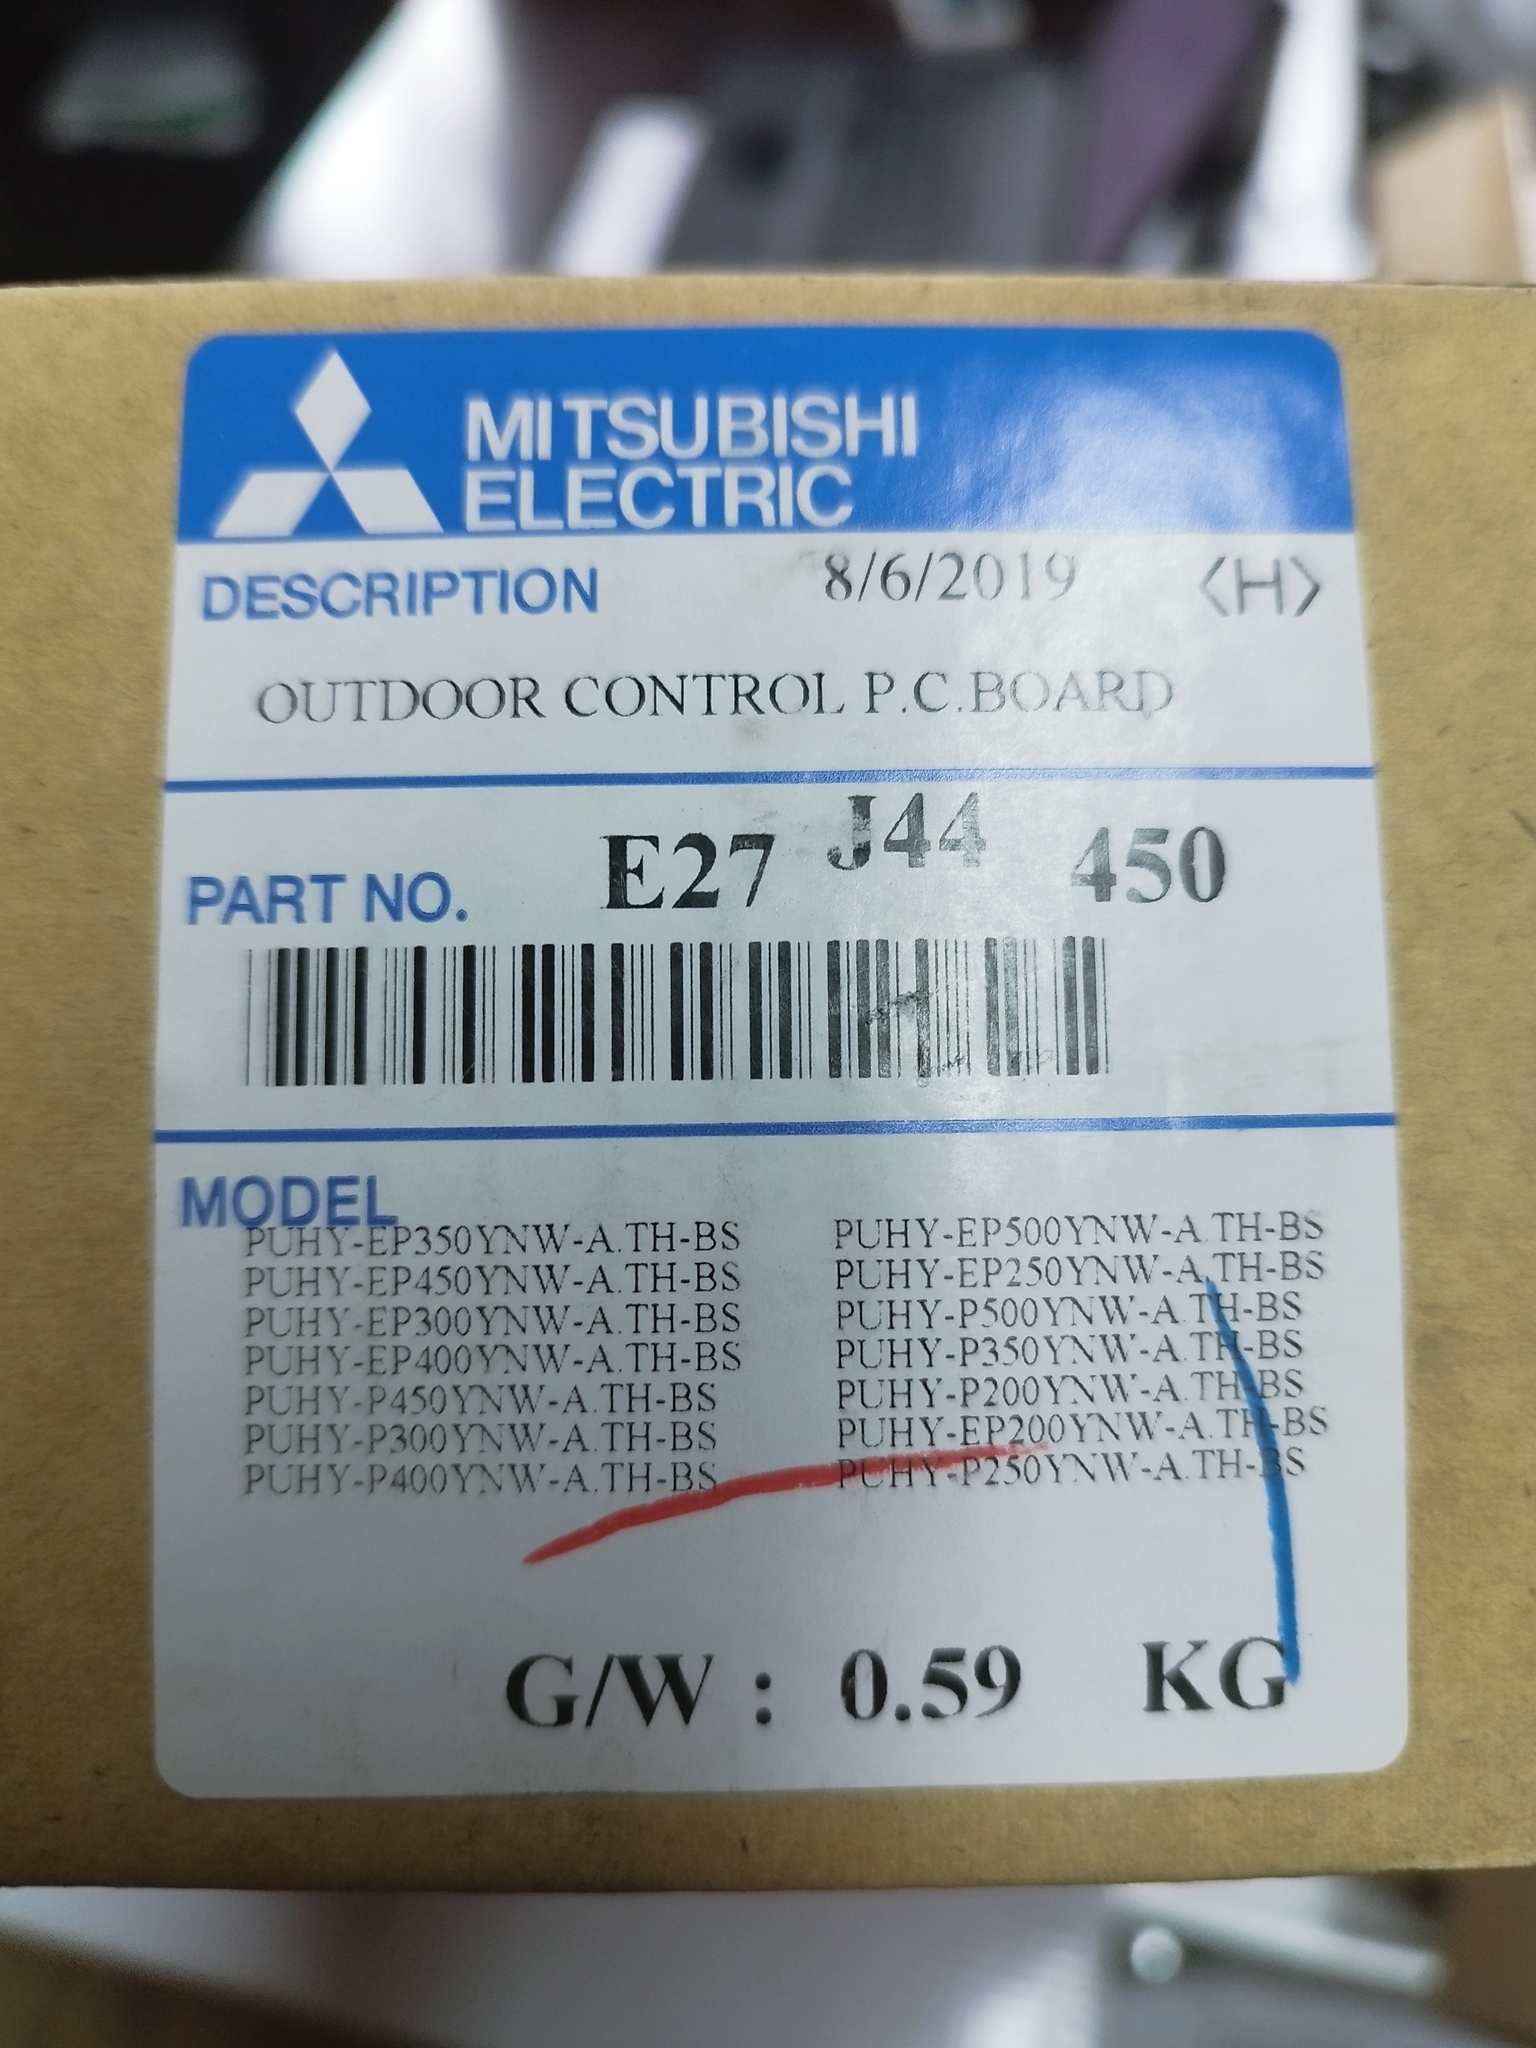 MITSUBISHI
ELECTRIC
DESCRIPTION 8/6/2019 <H>
OUTDOOR CONTROL P.C.BOARD
PART NO. E27 J44 450
MODEL
PUHY-EP350YNW-A.TH-BS PUHY-EP500YNW-A.TH-BS
PUHY-EP450YNW-A.TH-BS PUHY-EP250YNW-A.TH-BS
PUHY-EP300YNW-A.TH-BS PUHY-P500YNW-A.TH-BS
PUHY-EP400YNW-A.TH-BS PUHY-P350YNW-A.TH-BS
PUHY-P450YNW-A.TH-BS PUHY-P200YNW-A.TH-BS
PUHY-P300YNW-A.TH-BS PUHY-EP200YNW-A.TH-BS
PUHY-P400YNW-A.TH-BS PUHY-P250YNW-A.TH-BS
G/W : 0.59 KG